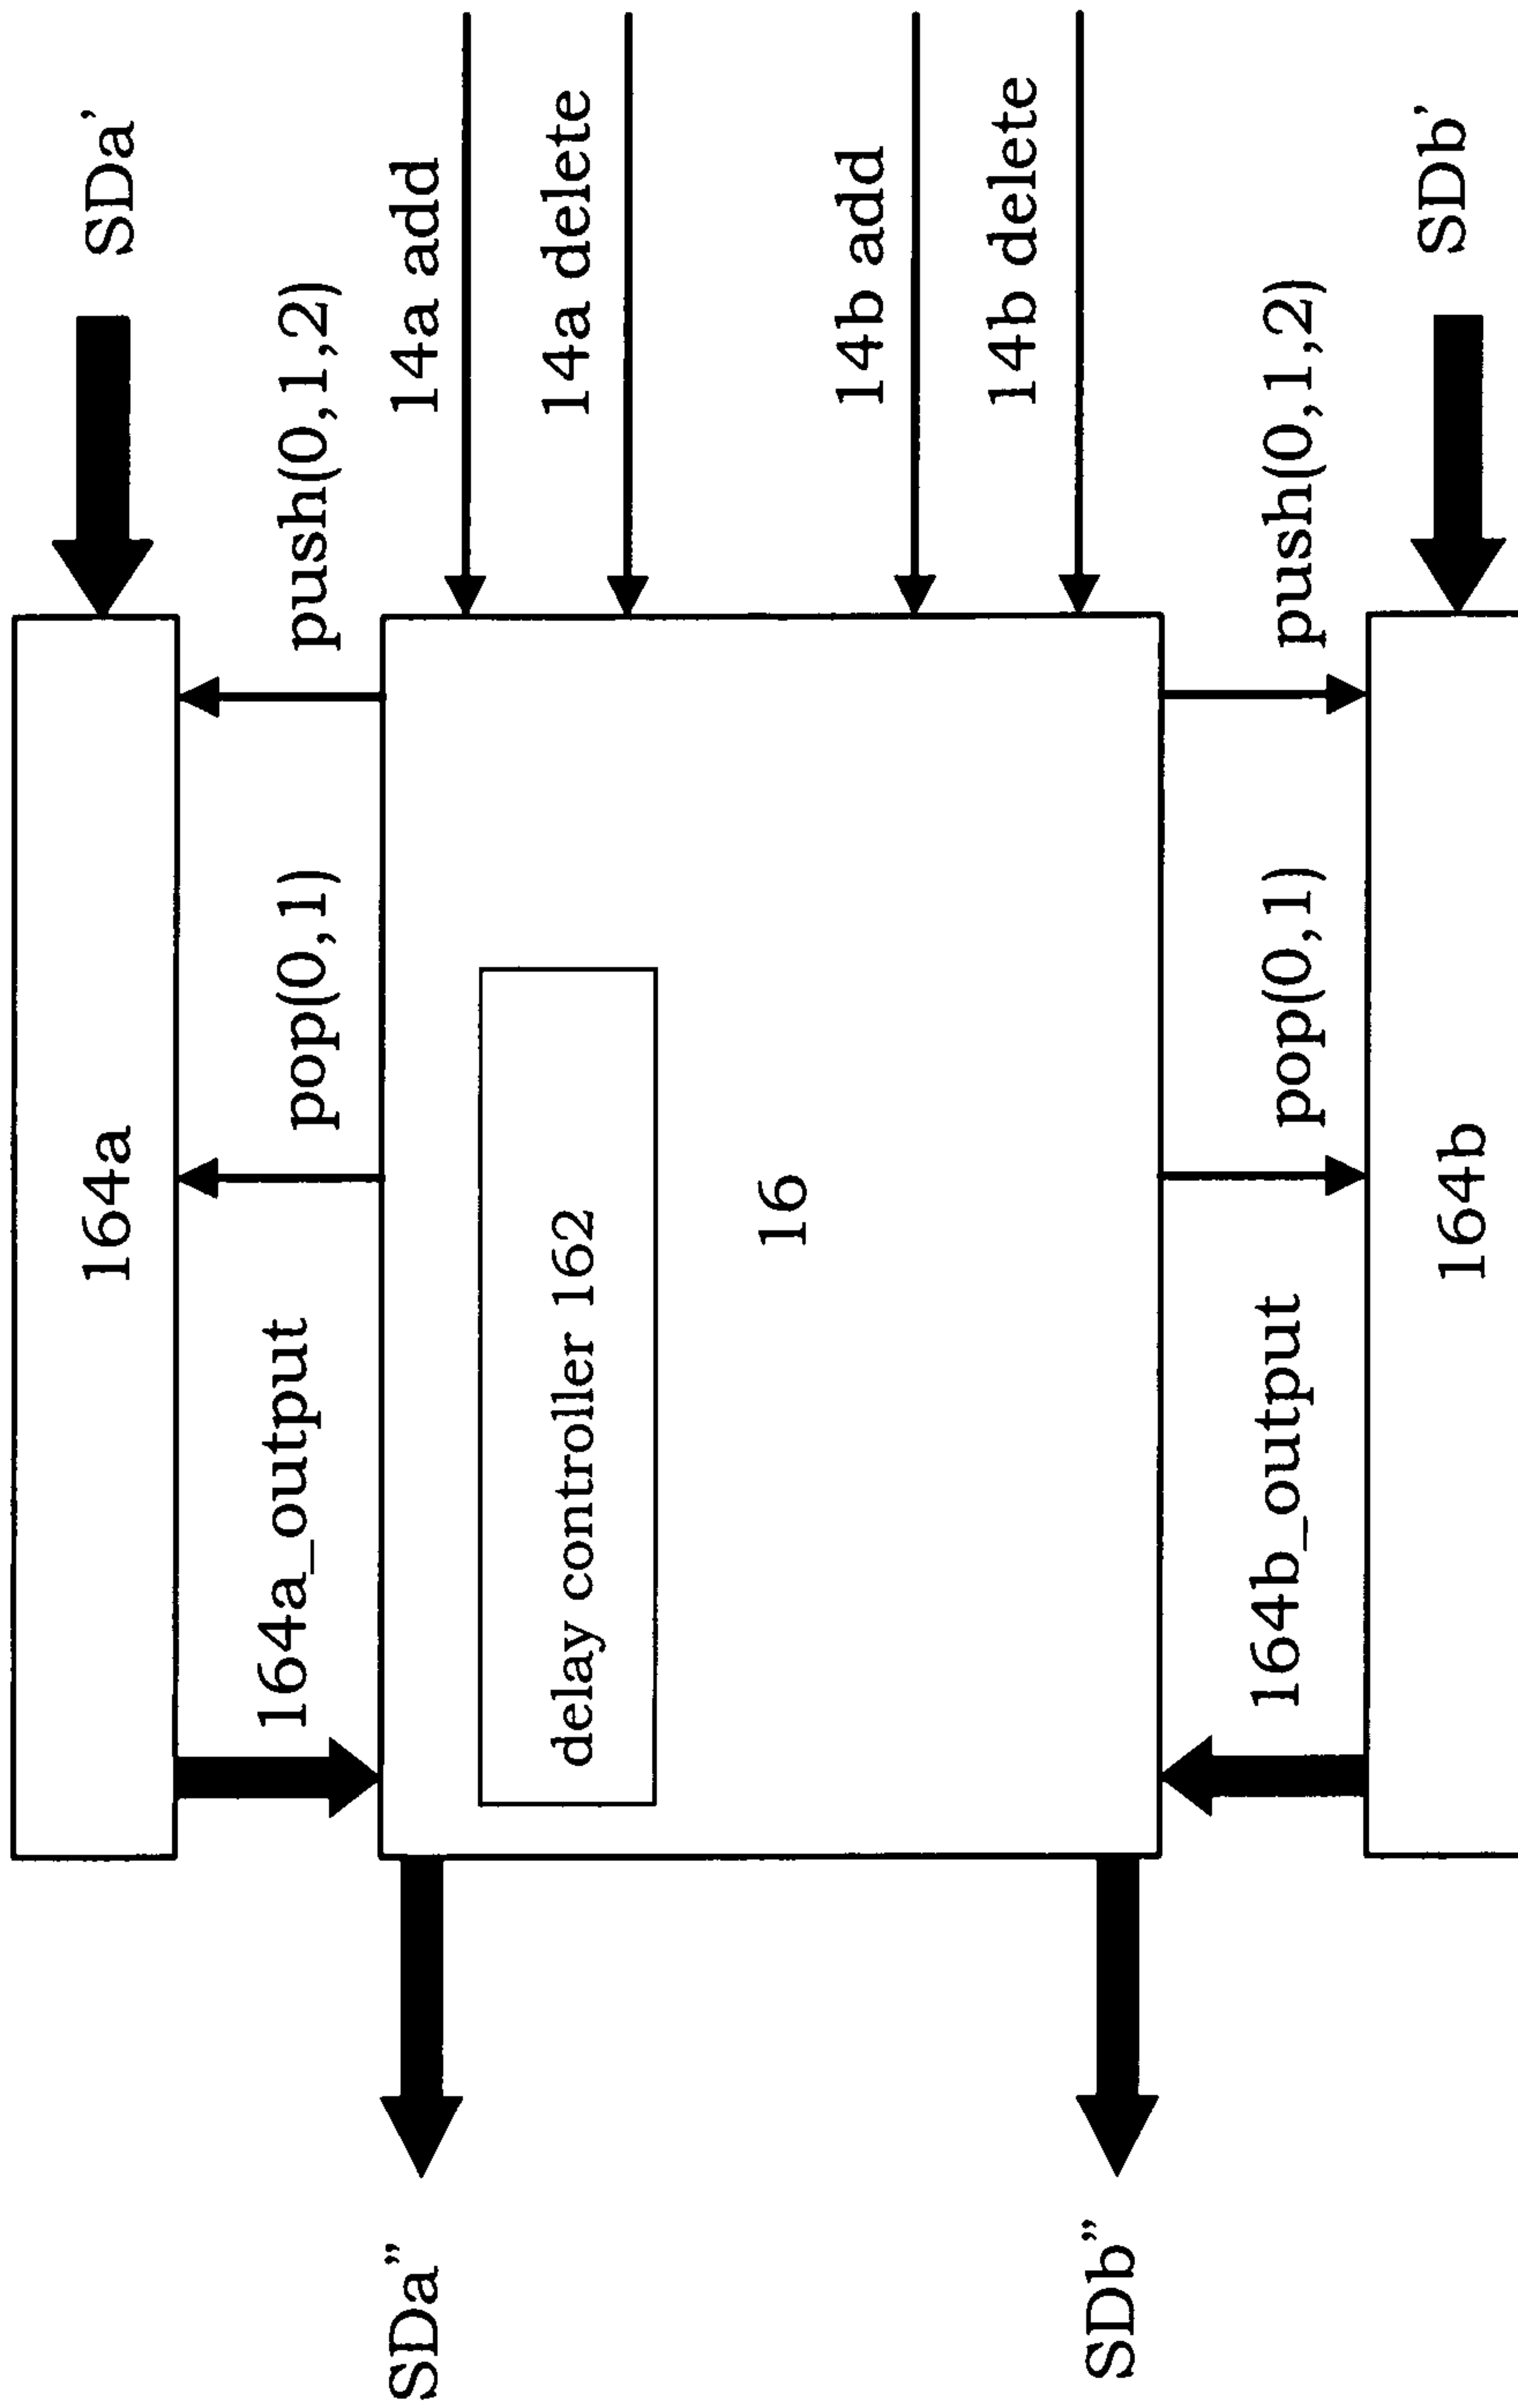 164a
SDa’
164a_output
pop(0,1)
push(0,1,2)
SDa”
14a add
delay controller 162
14a delete
16
14b add
14b delete
SDb”
164b_output
pop(0,1)
push(0,1,2)
164b
SDb’